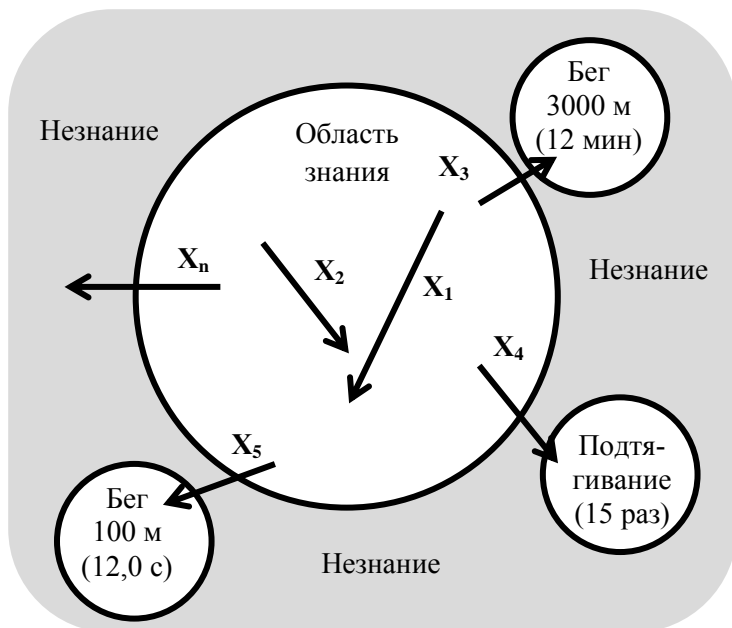 Бег
3000 м
(12 мин)
Незнание
Область
знания
X₃
Xₙ
X₂
X₁
Незнание
X₄
X₅
Подтя-
гивание
(15 раз)
Бег
100 м
(12,0 с)
Незнание